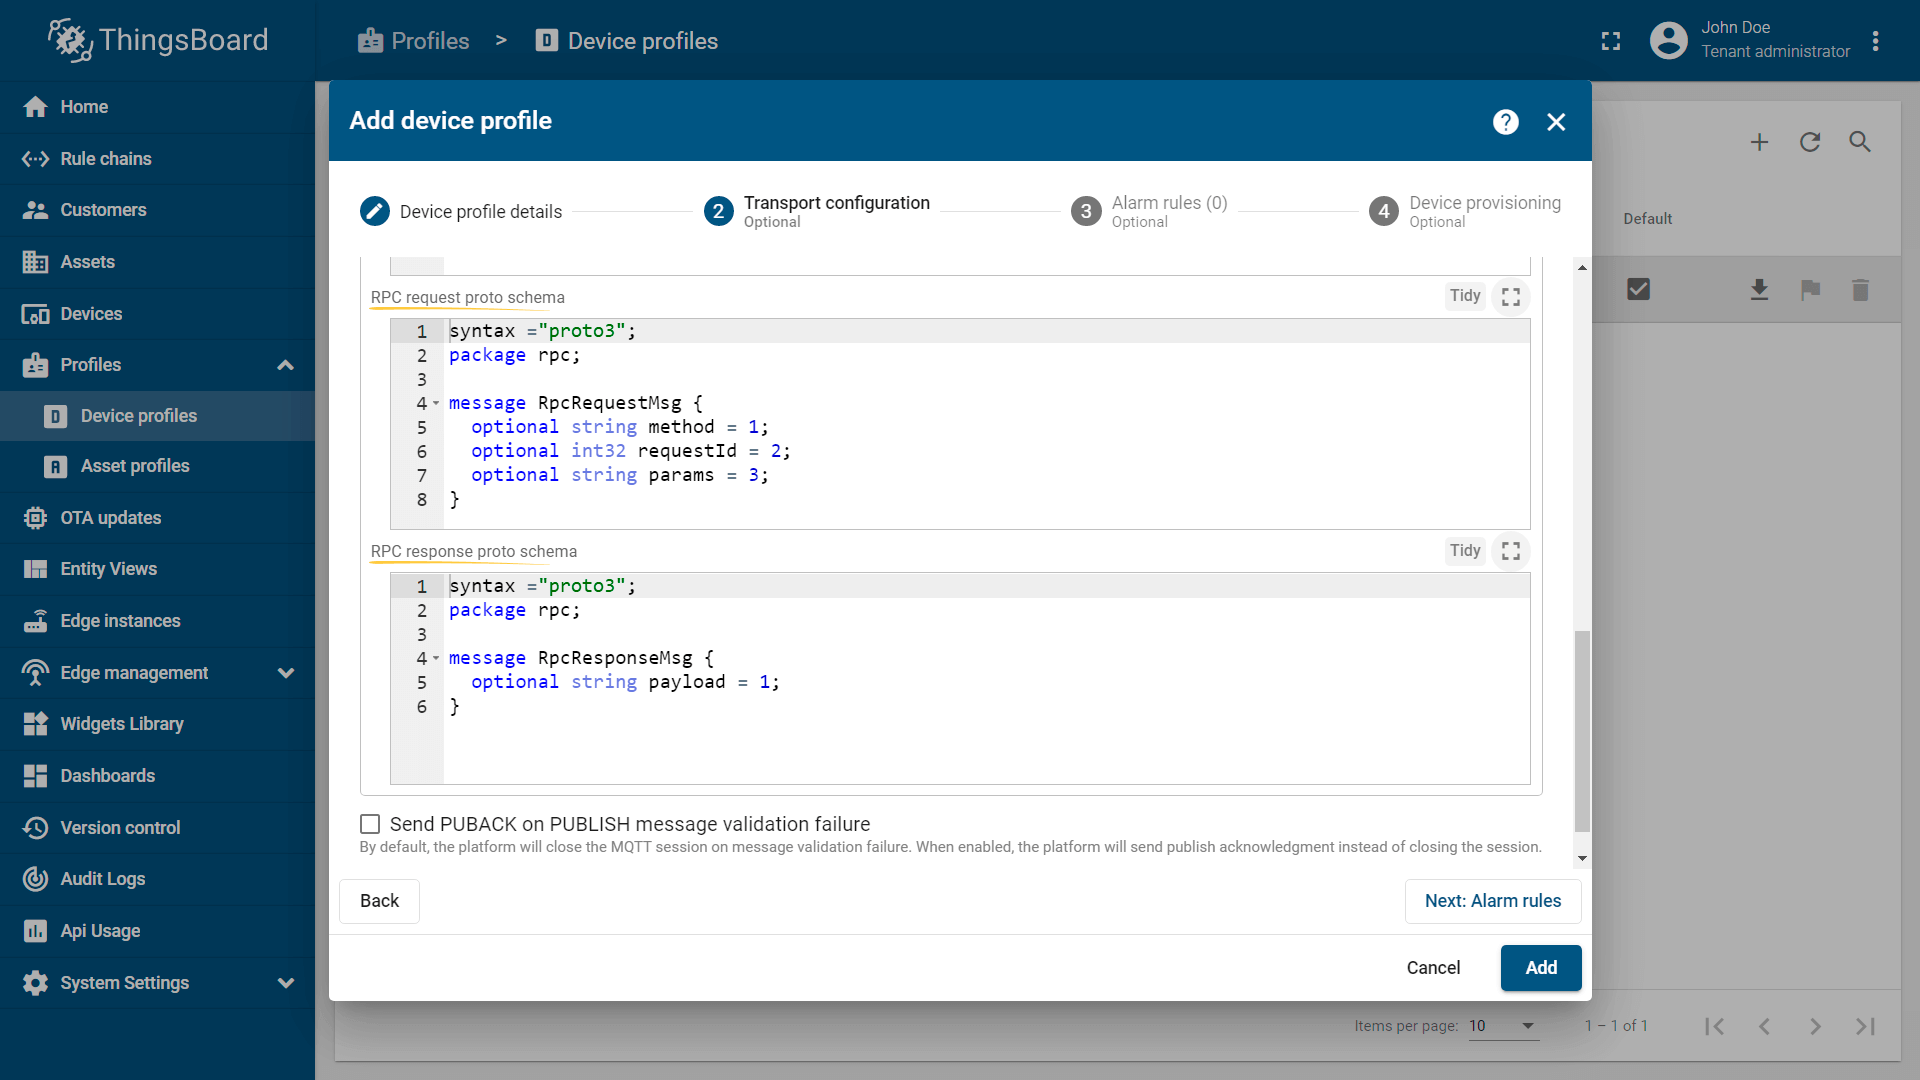 ThingsBoard
Profiles > Device profiles
John Doe
Tenant administrator
Home
Rule chains
Customers
Assets
Devices
Profiles
Device profiles
Asset profiles
OTA updates
Entity Views
Edge instances
Edge management
Widgets Library
Dashboards
Version control
Audit Logs
Api Usage
System Settings
Add device profile
Device profile details
2 Transport configuration
Optional
3 Alarm rules (0)
Optional
4 Device provisioning
Optional
Default
RPC request proto schema
Tidy
1 syntax ="proto3";
2 package rpc;
3
4 message RpcRequestMsg {
5   optional string method = 1;
6   optional int32 requestId = 2;
7   optional string params = 3;
8 }
RPC response proto schema
Tidy
1 syntax ="proto3";
2 package rpc;
3
4 message RpcResponseMsg {
5   optional string payload = 1;
6 }
Send PUBACK on PUBLISH message validation failure
By default, the platform will close the MQTT session on message validation failure. When enabled, the platform will send publish acknowledgment instead of closing the session.
Back
Next: Alarm rules
Cancel
Add
Items per page: 10
1 – 1 of 1